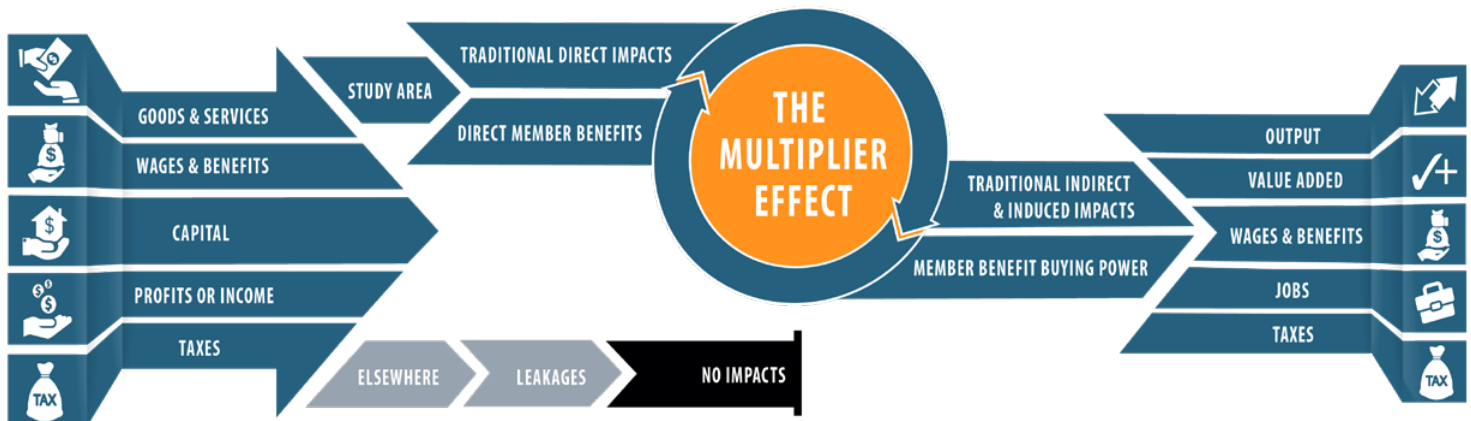 GOODS & SERVICES
WAGES & BENEFITS
$
CAPITAL
$
PROFITS OR INCOME
$
$
TAXES
TAX
STUDY AREA
TRADITIONAL DIRECT IMPACTS
DIRECT MEMBER BENEFITS
THE
MULTIPLIER
EFFECT
TRADITIONAL INDIRECT
& INDUCED IMPACTS
MEMBER BENEFIT BUYING POWER
ELSEWHERE
LEAKAGES
NO IMPACTS
OUTPUT
VALUE ADDED
WAGES & BENEFITS
$
JOBS
TAXES
TAX